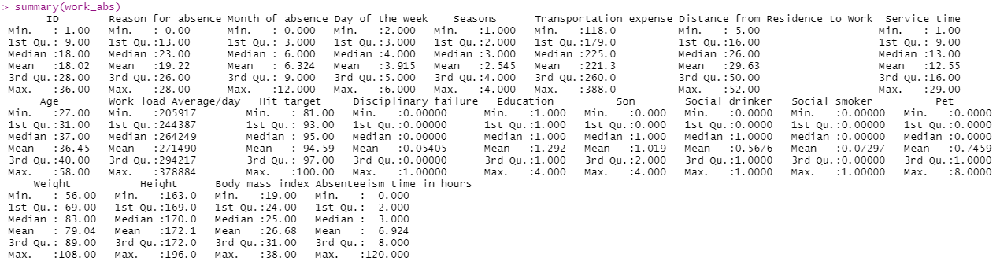 > summary(work_abs)
ID Reason for absence Month of absence Day of the week Seasons Transportation expense Distance from Residence to Work Service time
Min. : 1.00 Min. : 0.00 Min. : 0.000 Min. :2.000 Min. :1.000 Min. :118.0 Min. : 5.00 Min. : 1.00
1st Qu.: 9.00 1st Qu.:13.00 1st Qu.: 3.000 1st Qu.:3.000 1st Qu.:2.000 1st Qu.:179.0 1st Qu.:16.00 1st Qu.: 9.00
Median :18.00 Median :23.00 Median : 6.000 Median :4.000 Median :3.000 Median :225.0 Median :26.00 Median :13.00
Mean :18.02 Mean :19.22 Mean : 6.324 Mean :3.915 Mean :2.545 Mean :221.3 Mean :29.63 Mean :12.55
3rd Qu.:28.00 3rd Qu.:26.00 3rd Qu.: 9.000 3rd Qu.:5.000 3rd Qu.:4.000 3rd Qu.:260.0 3rd Qu.:50.00 3rd Qu.:16.00
Max. :36.00 Max. :28.00 Max. :12.000 Max. :6.000 Max. :4.000 Max. :388.0 Max. :52.00 Max. :29.00
Age Work load Average/day Hit target Disciplinary failure Education Son Social drinker Social smoker Pet
Min. :27.00 Min. :205917 Min. : 81.00 Min. :0.00000 Min. :1.000 Min. :0.000 Min. :0.0000 Min. :0.00000 Min. :0.0000
1st Qu.:31.00 1st Qu.:244387 1st Qu.: 93.00 1st Qu.:0.00000 1st Qu.:1.000 1st Qu.:0.000 1st Qu.:0.0000 1st Qu.:0.00000 1st Qu.:0.0000
Median :37.00 Median :264249 Median : 95.00 Median :0.00000 Median :1.000 Median :1.000 Median :1.0000 Median :0.00000 Median :0.0000
Mean :36.45 Mean :271490 Mean : 94.59 Mean :0.05405 Mean :1.292 Mean :1.019 Mean :0.5676 Mean :0.07297 Mean :0.7459
3rd Qu.:40.00 3rd Qu.:294217 3rd Qu.: 97.00 3rd Qu.:0.00000 3rd Qu.:1.000 3rd Qu.:2.000 3rd Qu.:1.0000 3rd Qu.:0.00000 3rd Qu.:1.0000
Max. :58.00 Max. :378884 Max. :100.00 Max. :1.00000 Max. :4.000 Max. :4.000 Max. :1.0000 Max. :1.00000 Max. :8.0000
Weight Height Body mass index Absenteeism time in hours
Min. : 56.00 Min. :163.0 Min. :19.00 Min. : 0.000
1st Qu.: 69.00 1st Qu.:169.0 1st Qu.:24.00 1st Qu.: 2.000
Median : 83.00 Median :170.0 Median :25.00 Median : 3.000
Mean : 79.04 Mean :172.1 Mean :26.68 Mean : 6.924
3rd Qu.: 89.00 3rd Qu.:172.0 3rd Qu.:31.00 3rd Qu.: 8.000
Max. :108.00 Max. :196.0 Max. :38.00 Max. :120.000